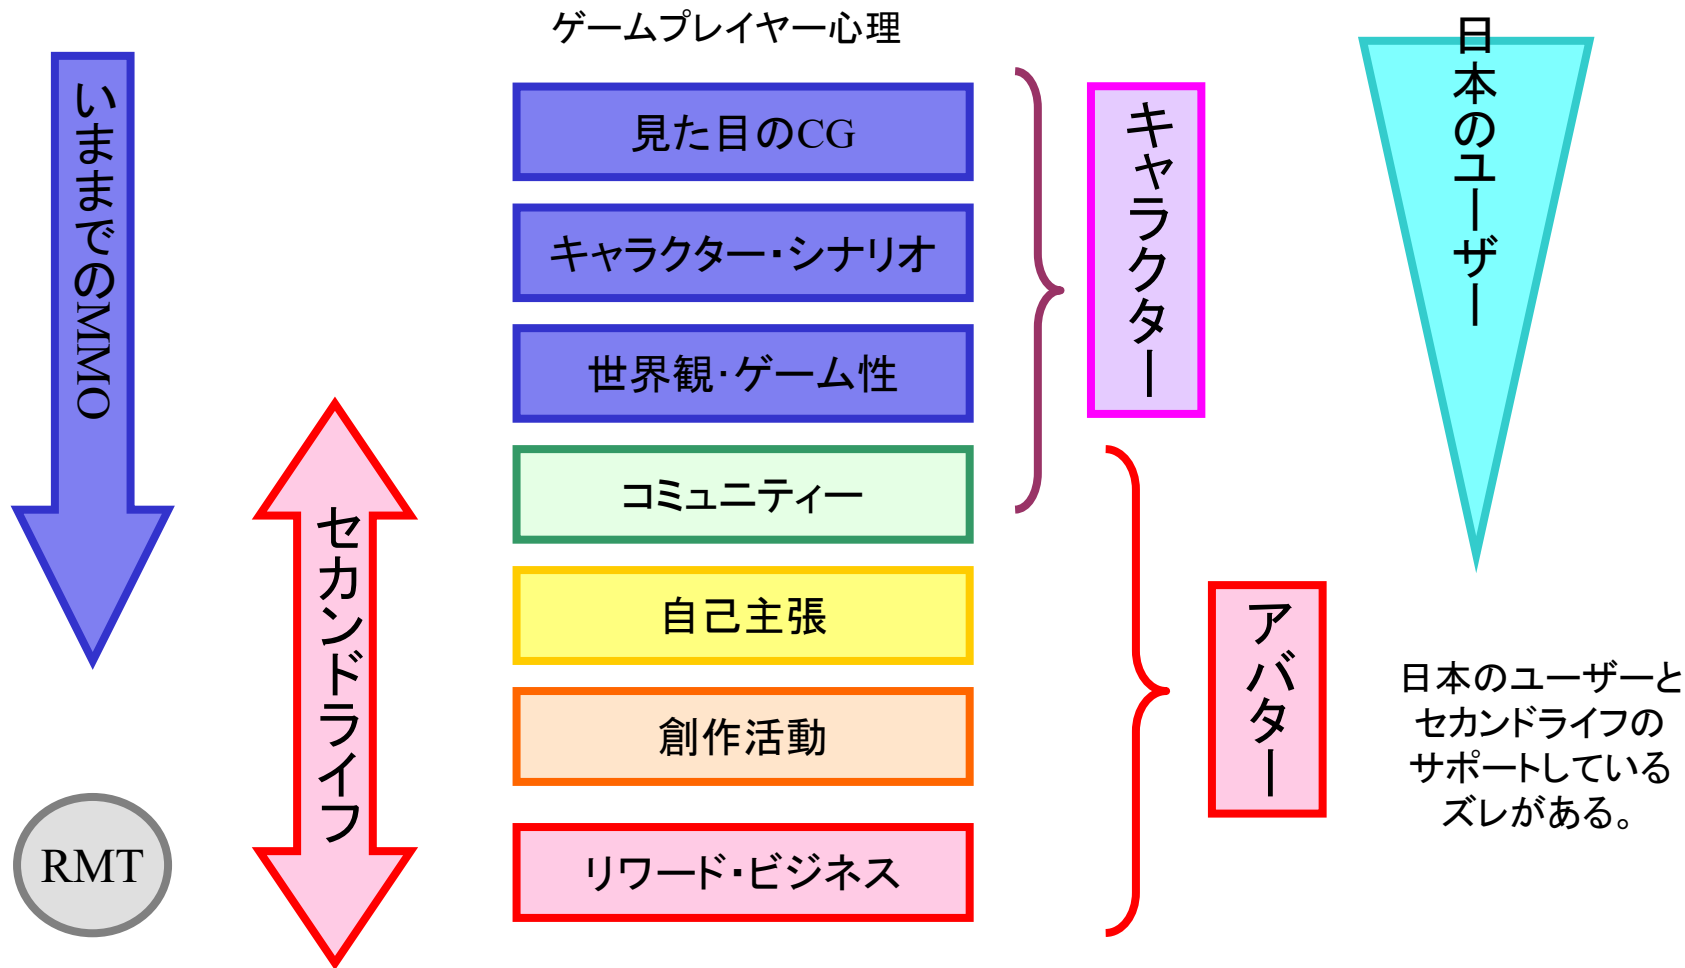 ゲームプレイヤー心理
いままでのMMO
見た目のCG
キャラクター・シナリオ
世界観・ゲーム性
コミュニティー
自己主張
創作活動
リワード・ビジネス
セカンドライフ
RMT
キャラクター
アバター
日本のユーザー
日本のユーザーと
セカンドライフの
サポートしている
ズレがある。